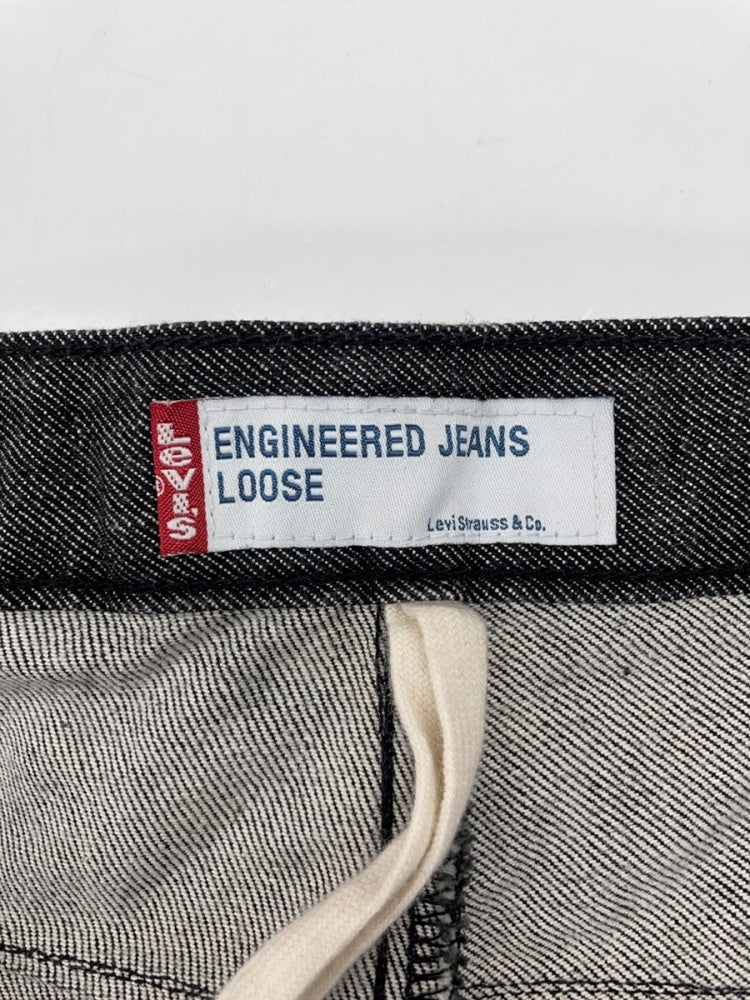 LEVI'S®
ENGINEERED JEANS
LOOSE
Levi Strauss & Co.